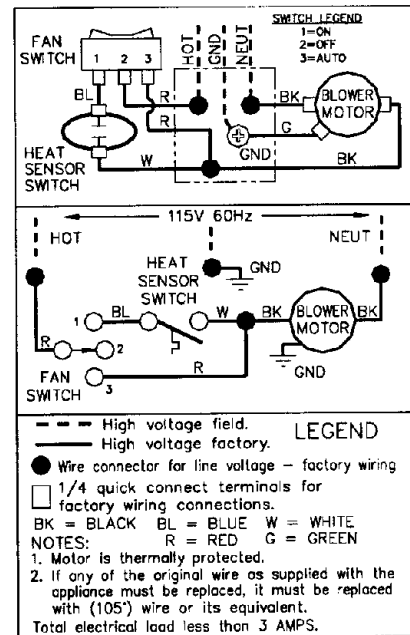 SWITCH LEGEND
1=ON
2=OFF
3=AUTO
FAN
SWITCH
1 2 3
HOT
GND
NEUT
BL
R
R
W
HEAT
SENSOR
SWITCH
BK
BLOWER
MOTOR
G
GND
BK
115V 60Hz
HOT
NEUT
HEAT
SENSOR
SWITCH
GND
1
BL
W
BK
BLOWER
MOTOR
BK
R
2
FAN
SWITCH
3
R
GND
High voltage field.
High voltage factory.
LEGEND
Wire connector for line voltage – factory wiring
1/4 quick connect terminals for
factory wiring connections.
BK = BLACK BL = BLUE W = WHITE
NOTES: R = RED G = GREEN
1. Motor is thermally protected.
2. If any of the original wire as supplied with the
appliance must be replaced, it must be replaced
with (105°) wire or its equivalent.
Total electrical load less than 3 AMPS.